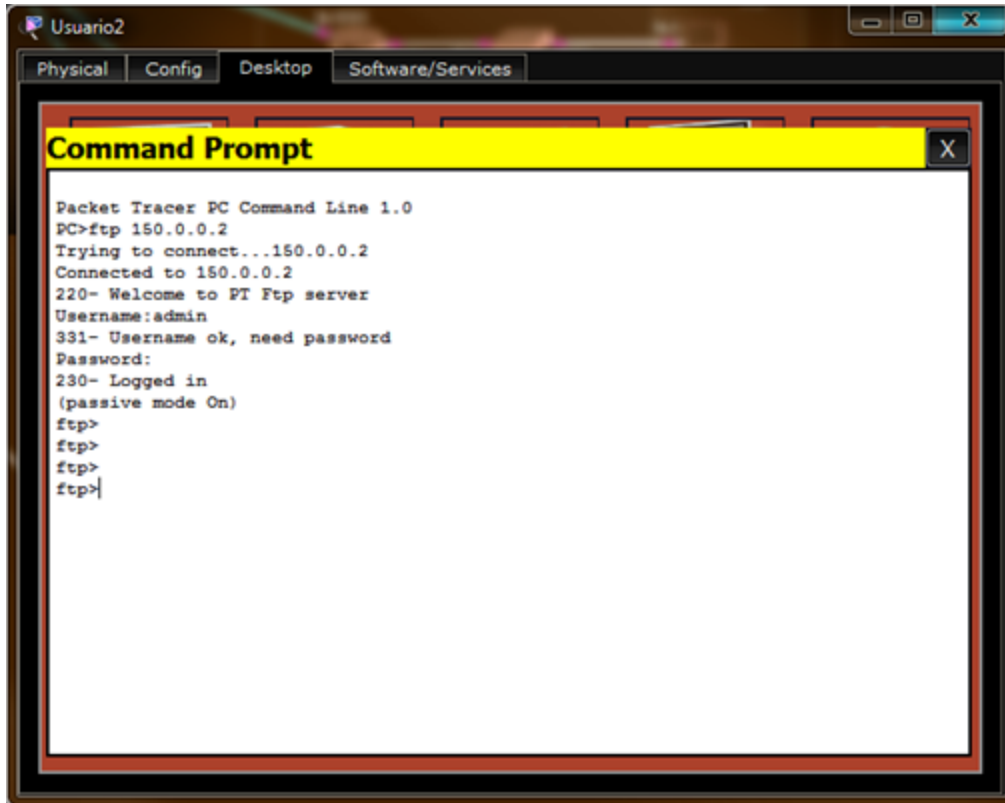 Usuario2
Physical Config Desktop Software/Services
Command Prompt
X
Packet Tracer PC Command Line 1.0
PC>ftp 150.0.0.2
Trying to connect...150.0.0.2
Connected to 150.0.0.2
220- Welcome to PT Ftp server
Username:admin
331- Username ok, need password
Password:
230- Logged in
(passive mode On)
ftp>
ftp>
ftp>
ftp>